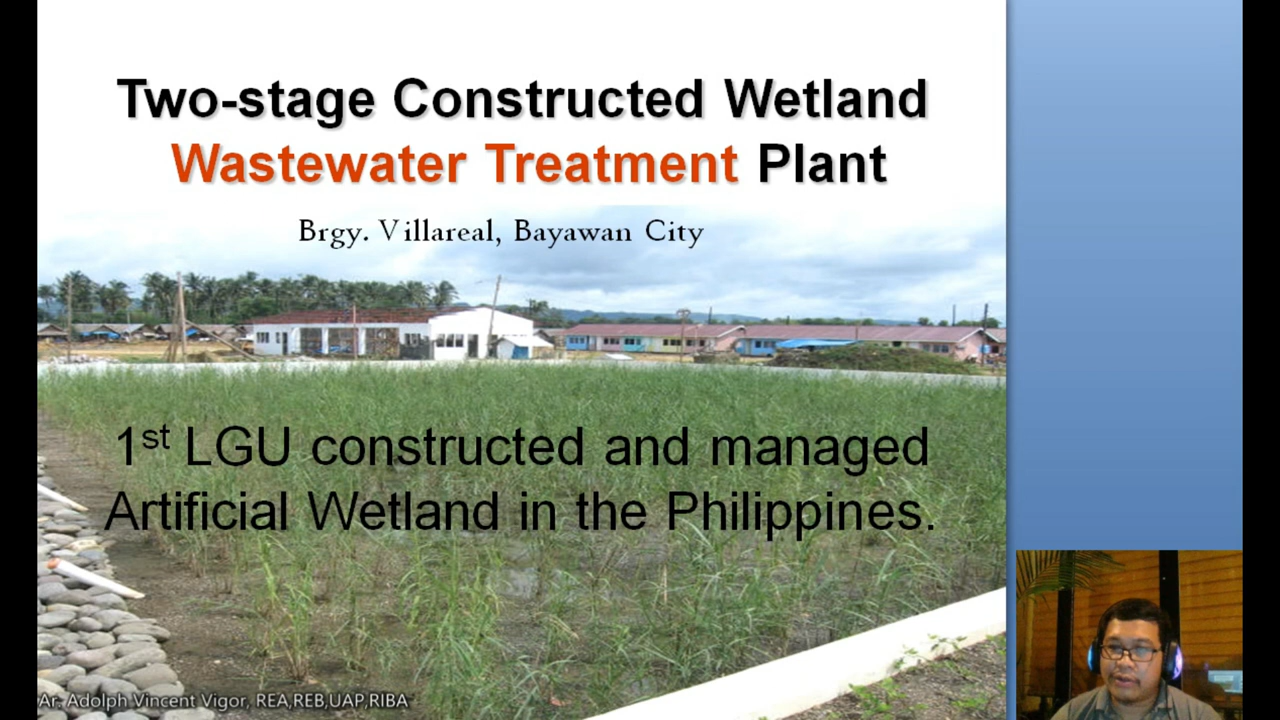 Two-stage Constructed Wetland
Wastewater Treatment Plant
Brgy. Villareal, Bayawan City
1st LGU constructed and managed
Artificial Wetland in the Philippines.
Ar. Adolph Vincent Vigor, REA,REB,UAP,RIBA